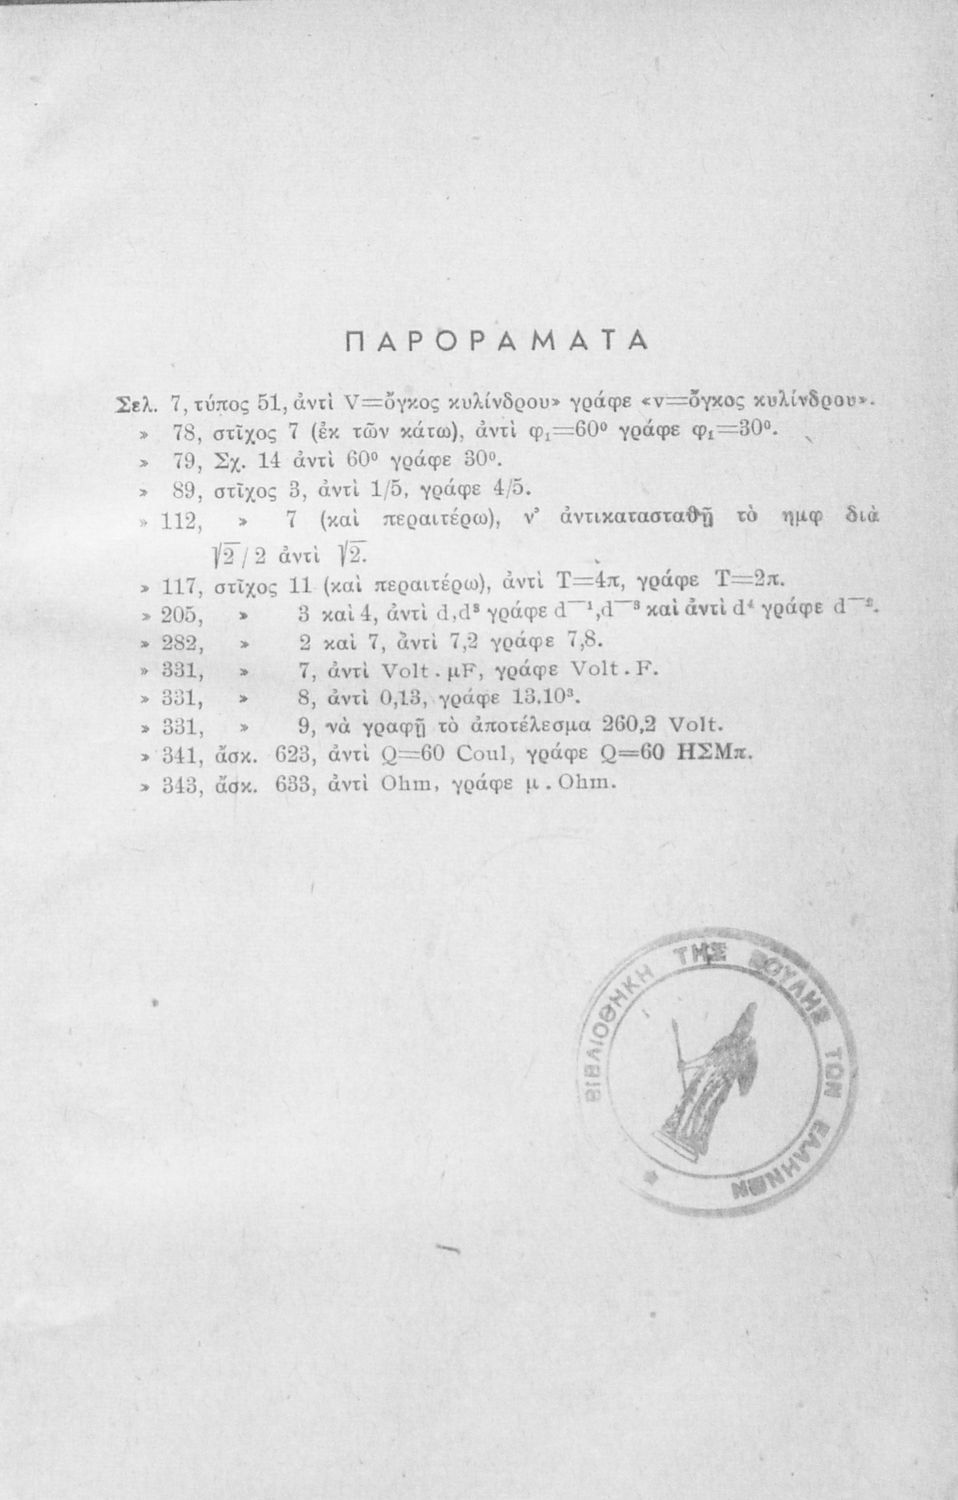 ΠΑΡΟΡΑΜΑΤΑ
Σελ. 7, τύπος 51, ἀντὶ V=ὄγκος κυλίνδρου» γράφε «v=ὄγκος κυλίνδρου».
» 78, στῖχος 7 (ἐκ τῶν κάτω), ἀντὶ φ₁=60⁰ γράφε φ₁=30⁰.
» 79, Σχ. 14 ἀντὶ 60⁰ γράφε 30⁰.
» 89, στῖχος 3, ἀντὶ 1/5, γράφε 4/5.
» 112, » 7 (καὶ περαιτέρω), ν' ἀντικατασταθῇ τὸ ημφ διὰ
√2 / 2 ἀντὶ √2.
» 117, στῖχος 11 (καὶ περαιτέρω), ἀντὶ T=4π, γράφε T=2π.
» 205, » 3 καὶ 4, ἀντὶ d,d³ γράφε d⁻¹,d⁻³ καὶ ἀντὶ d⁴ γράφε d⁻².
» 282, » 2 καὶ 7, ἀντὶ 7,2 γράφε 7,8.
» 331, » 7, ἀντὶ Volt . μF, γράφε Volt . F.
» 331, » 8, ἀντὶ 0,13, γράφε 13.10³.
» 331, » 9, νὰ γραφῇ τὸ ἀποτέλεσμα 260,2 Volt.
» 341, ἄσκ. 623, ἀντὶ Q=60 Coul, γράφε Q=60 ΗΣΜπ.
» 343, ἄσκ. 633, ἀντὶ Ohm, γράφε μ . Ohm.
ΒΙΒΛΙΟΘΗΚΗ ΤΗΣ ΒΟΥΛΗΣ ΤΩΝ ΕΛΛΗΝΩΝ